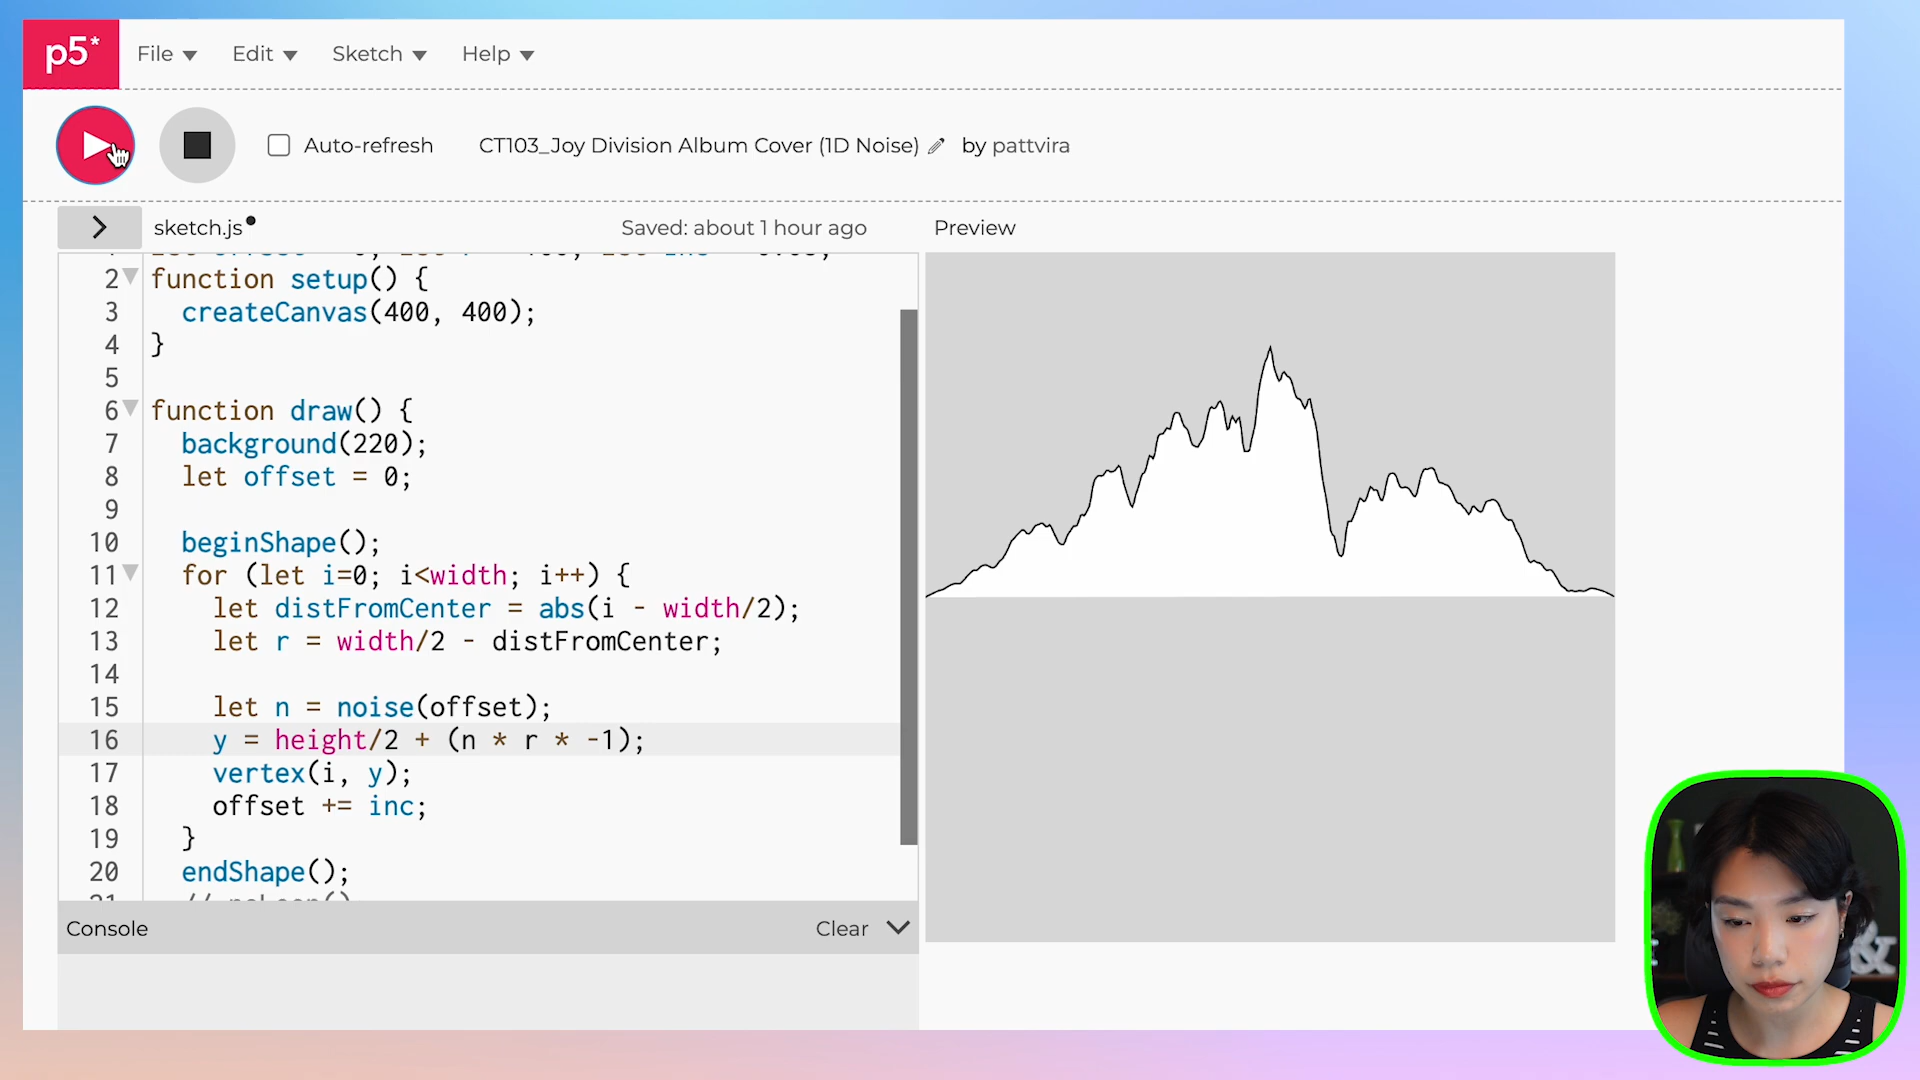 p5*
File
Edit
Sketch
Help
Auto-refresh
CT103_Joy Division Album Cover (1D Noise)
by pattvira
sketch.js
Saved: about 1 hour ago
Preview
2 function setup() {
3 createCanvas(400, 400);
4 }
5
6 function draw() {
7 background(220);
8 let offset = 0;
9
10 beginShape();
11 for (let i=0; i<width; i++) {
12 let distFromCenter = abs(i - width/2);
13 let r = width/2 - distFromCenter;
14
15 let n = noise(offset);
16 y = height/2 + (n * r * -1);
17 vertex(i, y);
18 offset += inc;
19 }
20 endShape();
Console
Clear
&